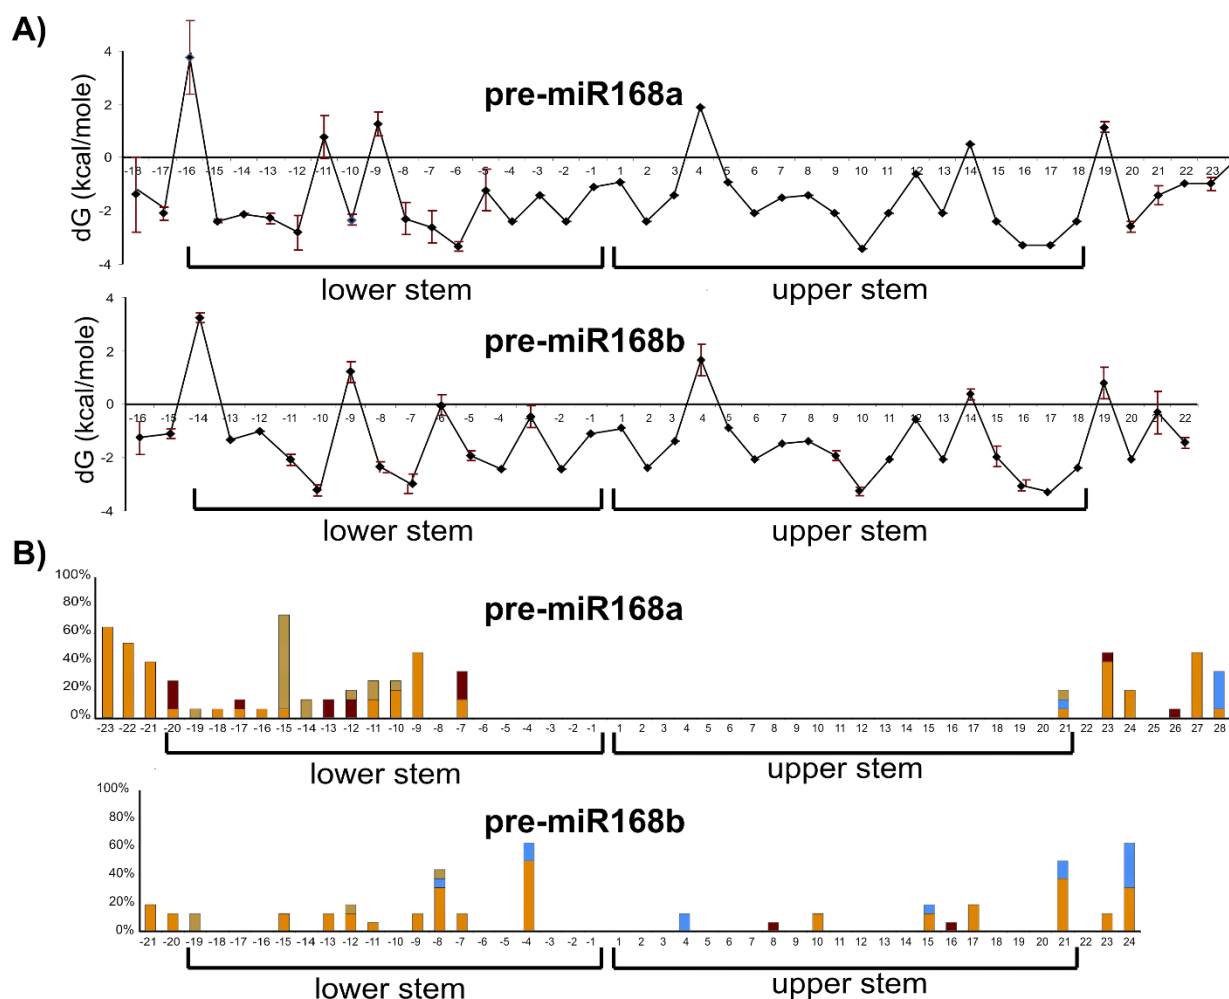 A)
pre-miR168a
dG (kcal/mole)
4
2
0
-2
-4
-18 -17 -16 -15 -14 -13 -12 -11 -10 -9 -8 -7 -6 -5 -4 -3 -2 -1 1 2 3 4 5 6 7 8 9 10 11 12 13 14 15 16 17 18 19 20 21 22 23
lower stem upper stem
pre-miR168b
dG (kcal/mole)
4
2
0
-2
-4
-16 -15 -14 -13 -12 -11 -10 -9 -8 -7 -6 -5 -4 -3 -2 -1 1 2 3 4 5 6 7 8 9 10 11 12 13 14 15 16 17 18 19 20 21 22
lower stem upper stem
B)
pre-miR168a
100%
80%
60%
40%
20%
0%
-23 -22 -21 -20 -19 -18 -17 -16 -15 -14 -13 -12 -11 -10 -9 -8 -7 -6 -5 -4 -3 -2 -1 1 2 3 4 5 6 7 8 9 10 11 12 13 14 15 16 17 18 19 20 21 22 23 24 25 26 27 28
lower stem upper stem
pre-miR168b
100%
80%
60%
40%
20%
0%
-21 -20 -19 -18 -17 -16 -15 -14 -13 -12 -11 -9 -8 -7 -6 -5 -4 -3 -2 -1 1 2 3 4 5 6 7 8 9 10 11 12 13 14 15 16 17 18 19 20 21 22 23 24
lower stem upper stem